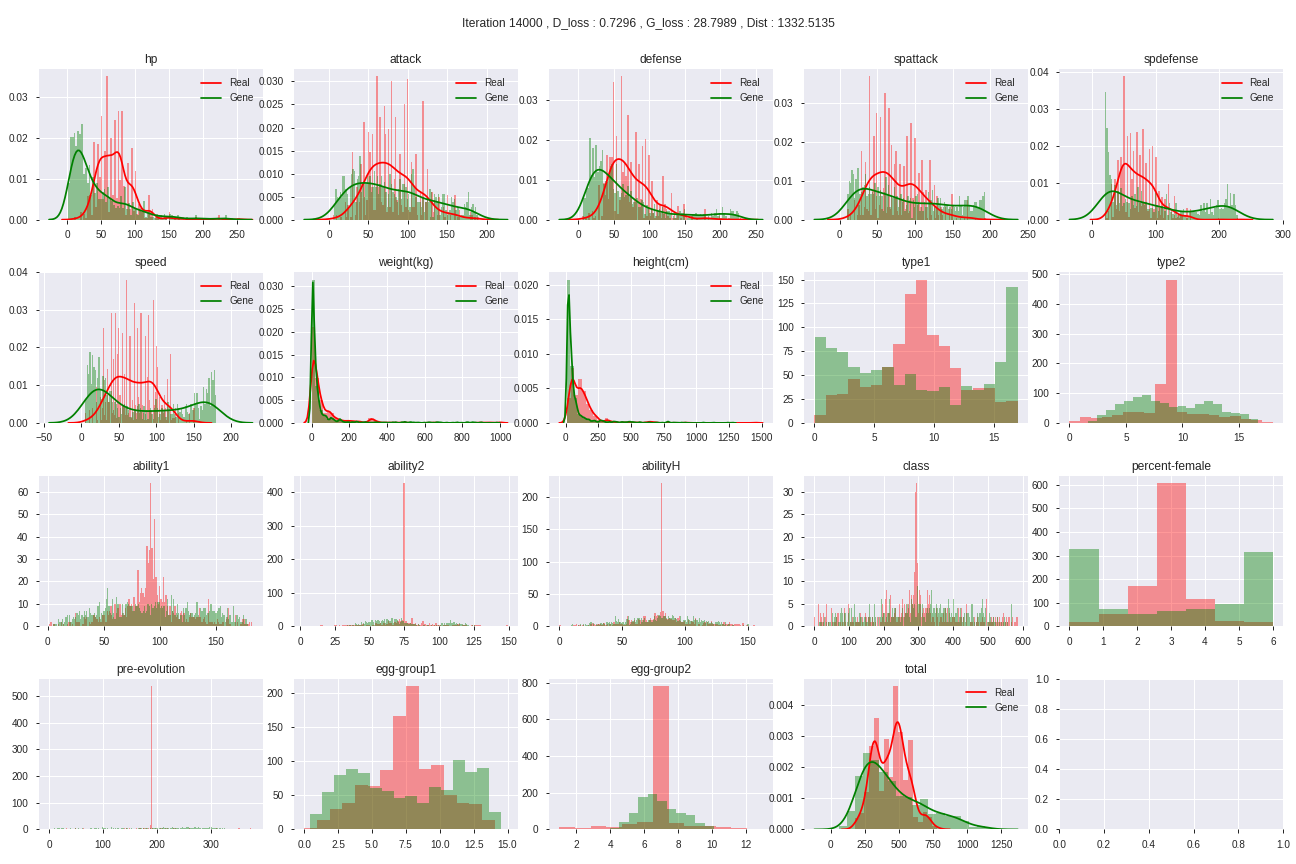 Iteration 14000 , D_loss : 0.7296 , G_loss : 28.7989 , Dist : 1332.5135
hp attack defense spattack spdefense
Real Real Real Real Real
Gene Gene Gene Gene Gene
0.03 0.02 0.01 0.00
0 50 100 150 200 250
0.030 0.025 0.020 0.015 0.010 0.005 0.000
0 50 100 150 200
0.03 0.02 0.01 0.00
0 50 100 150 200 250
0.03 0.02 0.01 0.00
0 50 100 150 200 250
0.04 0.03 0.02 0.01 0.00
0 100 200 300
speed weight(kg) height(cm) type1 type2
Real Real Real
Gene Gene Gene
0.04 0.03 0.02 0.01 0.00
-50 0 50 100 150 200
0.030 0.025 0.020 0.015 0.010 0.005 0.000
0 200 400 600 800 1000
0.020 0.015 0.010 0.005 0.000
0 250 500 750 1000 1250 1500
150 125 100 75 50 25 0
0 5 10 15
500 400 300 200 100 0
0 5 10 15
ability1 ability2 abilityH class percent-female
60 50 40 30 20 10 0
0 50 100 150
400 300 200 100 0
0 50 100 150
200 150 100 50 0
0 50 100 150
30 25 20 15 10 5 0
0 100 200 300 400 500 600
600 500 400 300 200 100 0
0 1 2 3 4 5 6
pre-evolution egg-group1 egg-group2 total
Real
Gene
500 400 300 200 100 0
0 100 200 300
200 150 100 50 0
0.0 2.5 5.0 7.5 10.0 12.5 15.0
800 600 400 200 0
2 4 6 8 10 12
0.004 0.003 0.002 0.001 0.000
0 250 500 750 1000 1250
1.0 0.8 0.6 0.4 0.2 0.0
0.0 0.2 0.4 0.6 0.8 1.0